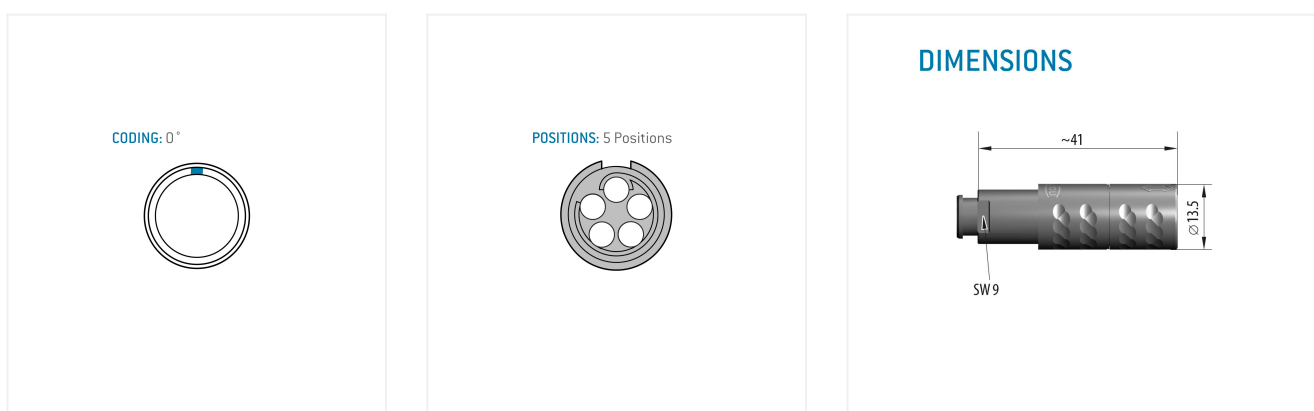 CODING: 0°
POSITIONS: 5 Positions
DIMENSIONS
~41
⌀13.5
SW 9